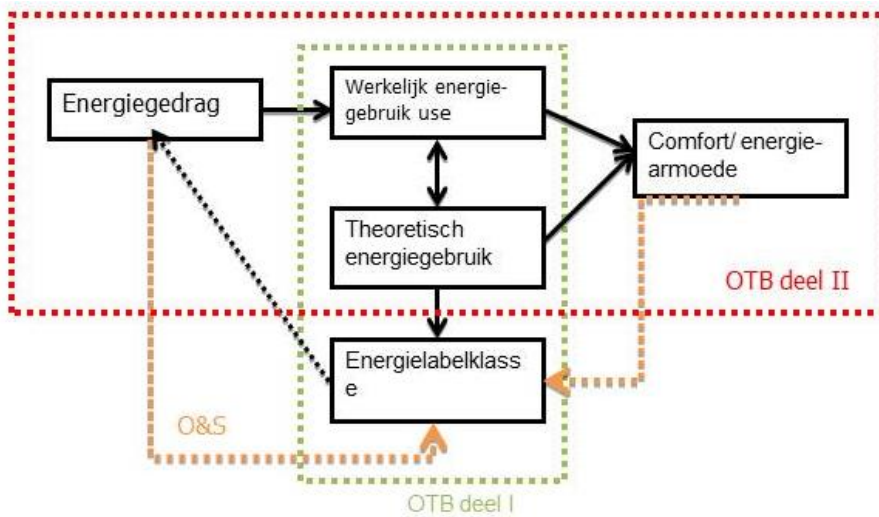 Energiegedrag
Werkelijk energie-
gebruik use
Comfort/ energie-
armoede
Theoretisch
energiegebruik
OTB deel II
Energielabelklass
e
O&S
OTB deel I